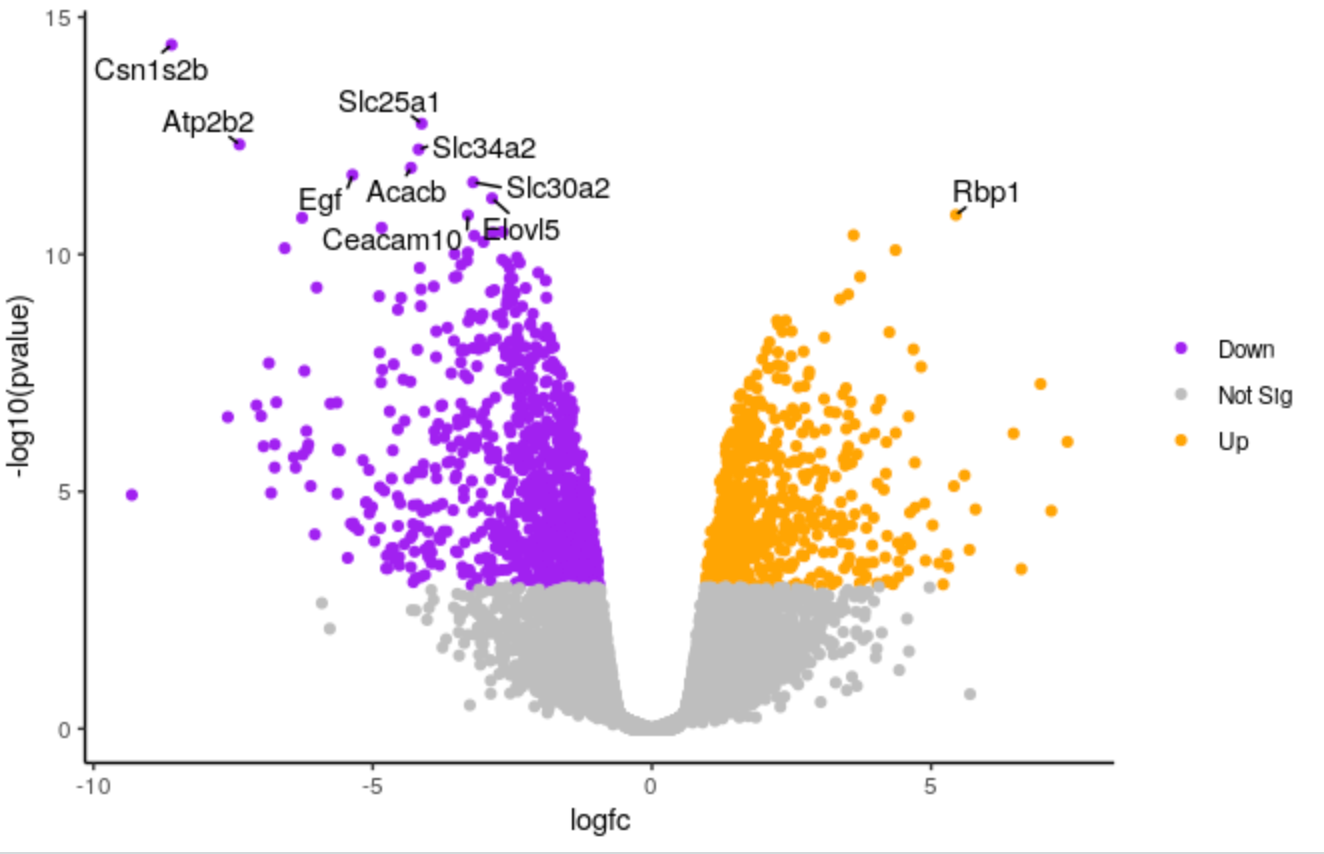 15
Csn1s2b
Slc25a1
Atp2b2
Slc34a2
Egf
Acacb
Slc30a2
Rbp1
Ceacam10
Elovl5
10
5
0
-log10(pvalue)
-10
-5
0
5
logfc
Down
Not Sig
Up